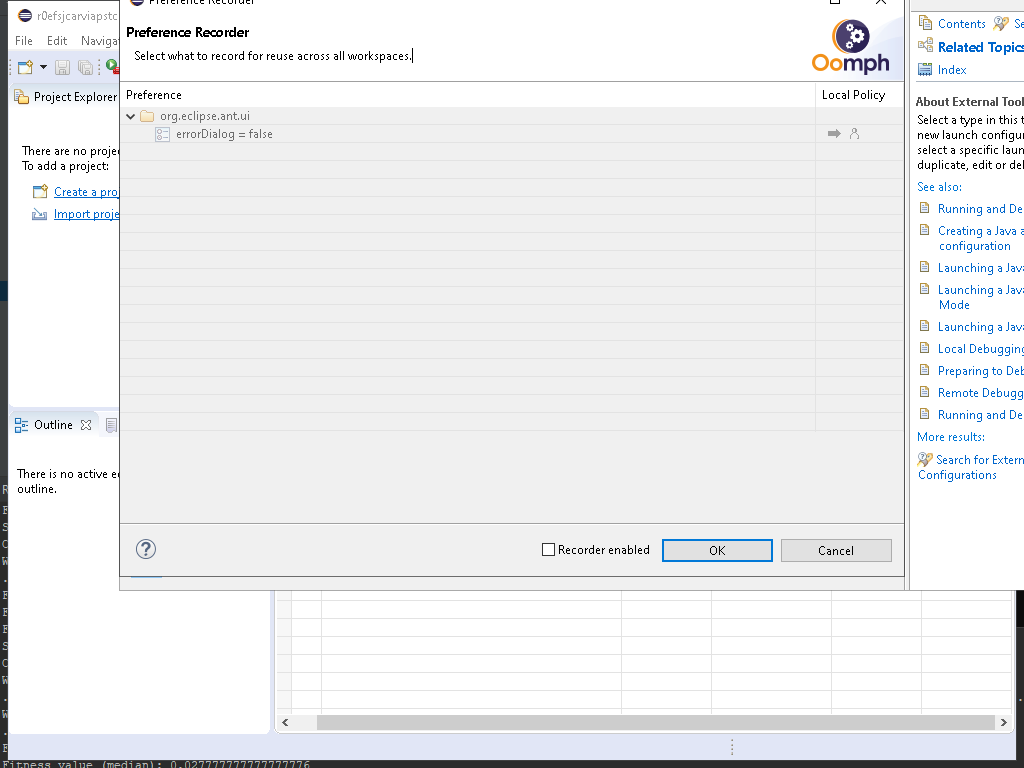 r0efsjcarviapstc
File Edit Naviga
Project Explorer
There are no proje
To add a project:
Create a proj
Import proje
Outline
There is no active e
outline.
Preference Recorder
Preference Recorder
Select what to record for reuse across all workspaces.
Oomph
Preference Local Policy
org.eclipse.ant.ui
errorDialog = false
Recorder enabled
OK
Cancel
Contents Se
Related Topics
Index
About External Tool
Select a type in this t
new launch configur
select a specific laun
duplicate, edit or del
See also:
Running and De
Creating a Java a
configuration
Launching a Java
Launching a Java
Mode
Launching a Java
Local Debugging
Preparing to Deb
Remote Debugg
Running and De
More results:
Search for Extern
Configurations
Fitness value (median): 0.027777777777777776